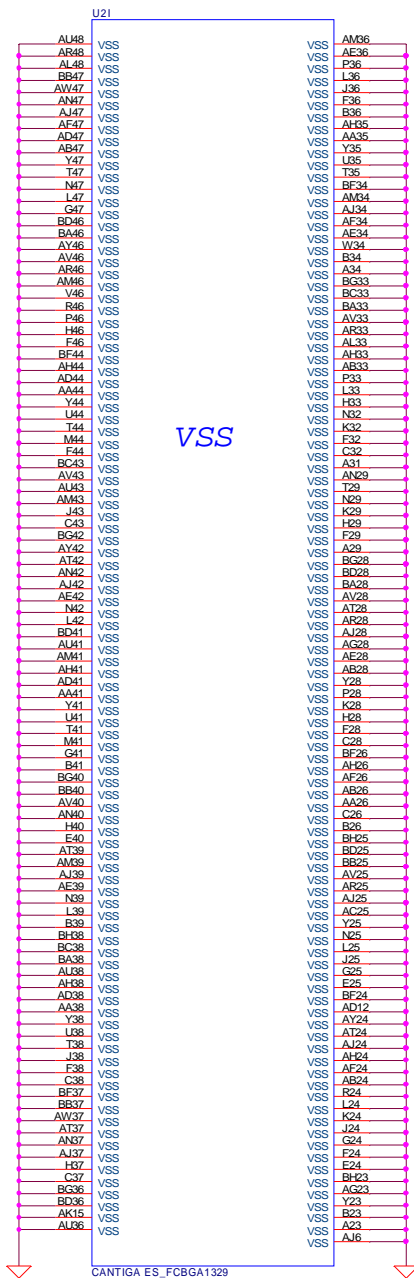 U2I
AU48 VSS
AR48 VSS
AL48 VSS
BB47 VSS
AW47 VSS
AN47 VSS
AJ47 VSS
AF47 VSS
AD47 VSS
AB47 VSS
Y47 VSS
T47 VSS
N47 VSS
L47 VSS
G47 VSS
BD46 VSS
BA46 VSS
AY46 VSS
AV46 VSS
AR46 VSS
AM46 VSS
V46 VSS
R46 VSS
P46 VSS
H46 VSS
F46 VSS
BF44 VSS
AH44 VSS
AD44 VSS
AA44 VSS
Y44 VSS
U44 VSS
T44 VSS
M44 VSS
F44 VSS
BC43 VSS
AV43 VSS
AU43 VSS
AM43 VSS
J43 VSS
C43 VSS
BG42 VSS
AY42 VSS
AT42 VSS
AN42 VSS
AJ42 VSS
AE42 VSS
N42 VSS
L42 VSS
BD41 VSS
AU41 VSS
AM41 VSS
AH41 VSS
AD41 VSS
AA41 VSS
Y41 VSS
U41 VSS
T41 VSS
M41 VSS
G41 VSS
B41 VSS
BG40 VSS
BB40 VSS
AV40 VSS
AN40 VSS
H40 VSS
E40 VSS
AT39 VSS
AM39 VSS
AJ39 VSS
AE39 VSS
N39 VSS
L39 VSS
B39 VSS
BH38 VSS
BC38 VSS
BA38 VSS
AU38 VSS
AH38 VSS
AD38 VSS
AA38 VSS
Y38 VSS
U38 VSS
T38 VSS
J38 VSS
F38 VSS
C38 VSS
BF37 VSS
BB37 VSS
AW37 VSS
AT37 VSS
AN37 VSS
AJ37 VSS
H37 VSS
C37 VSS
BG36 VSS
BD36 VSS
AK15 VSS
AU36 VSS
VSS
VSS AM36
VSS AE36
VSS P36
VSS L36
VSS J36
VSS F36
VSS B36
VSS AH35
VSS AA35
VSS Y35
VSS U35
VSS T35
VSS BF34
VSS AM34
VSS AJ34
VSS AF34
VSS AE34
VSS W34
VSS B34
VSS A34
VSS BG33
VSS BC33
VSS BA33
VSS AV33
VSS AR33
VSS AL33
VSS AH33
VSS AB33
VSS P33
VSS L33
VSS H33
VSS N32
VSS K32
VSS F32
VSS C32
VSS A31
VSS AN29
VSS T29
VSS N29
VSS K29
VSS H29
VSS F29
VSS A29
VSS BG28
VSS BD28
VSS BA28
VSS AV28
VSS AT28
VSS AR28
VSS AJ28
VSS AG28
VSS AE28
VSS AB28
VSS Y28
VSS P28
VSS K28
VSS H28
VSS F28
VSS C28
VSS BF26
VSS AH26
VSS AF26
VSS AB26
VSS AA26
VSS C26
VSS B26
VSS BH25
VSS BD25
VSS BB25
VSS AV25
VSS AR25
VSS AJ25
VSS AC25
VSS Y25
VSS N25
VSS L25
VSS J25
VSS G25
VSS E25
VSS BF24
VSS AD12
VSS AY24
VSS AT24
VSS AJ24
VSS AH24
VSS AF24
VSS AB24
VSS R24
VSS L24
VSS K24
VSS J24
VSS G24
VSS F24
VSS E24
VSS BH23
VSS AG23
VSS Y23
VSS B23
VSS A23
VSS AJ6
CANTIGA ES_FCBGA1329